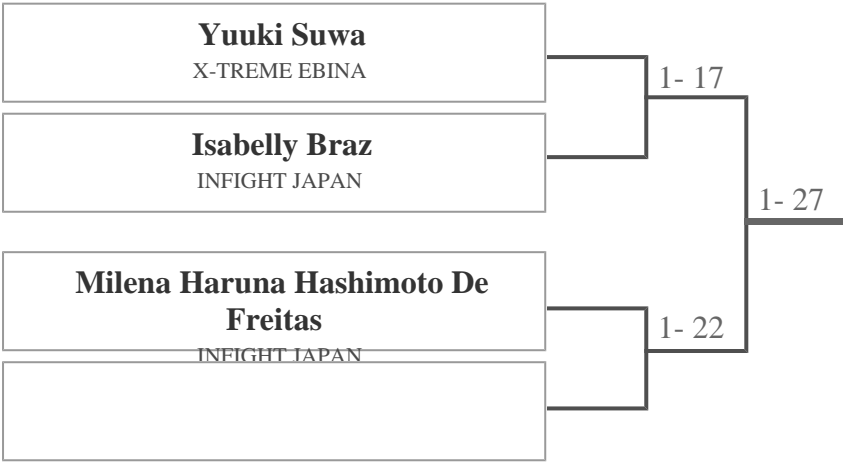 Yuuki Suwa
X-TREME EBINA
1- 17
Isabelly Braz
INFIGHT JAPAN
1- 27
Milena Haruna Hashimoto De
Freitas
INFIGHT JAPAN
1- 22